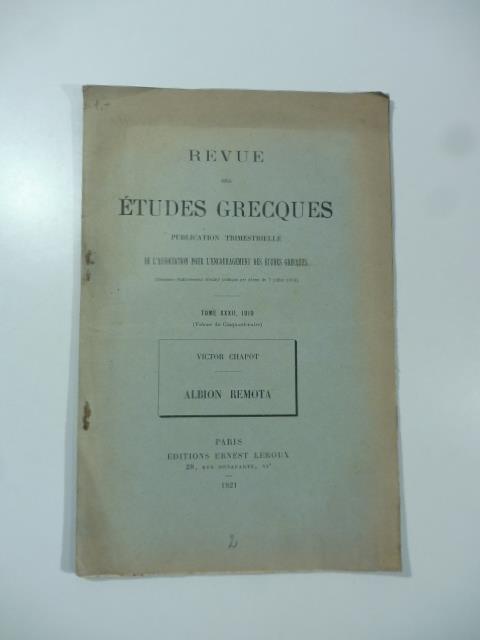 REVUE
DES
ÉTUDES GRECQUES
PUBLICATION TRIMESTRIELLE
DE L'ASSOCIATION POUR L'ENCOURAGEMENT DES ÉTUDES GRECQUES
TOME XXXII, 1919
(Volume du Cinquantenaire)
VICTOR CHAPOT
ALBION REMOTA
PARIS
EDITIONS ERNEST LEROUX
28, RUE BONAPARTE, VIe
1921
2